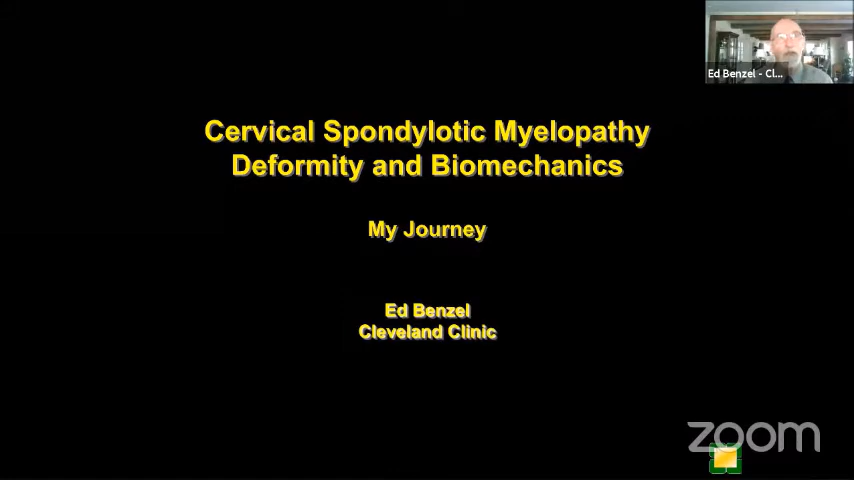 Ed Benzel - Cl...
Cervical Spondylotic Myelopathy
Deformity and Biomechanics
My Journey
Ed Benzel
Cleveland Clinic
zoom